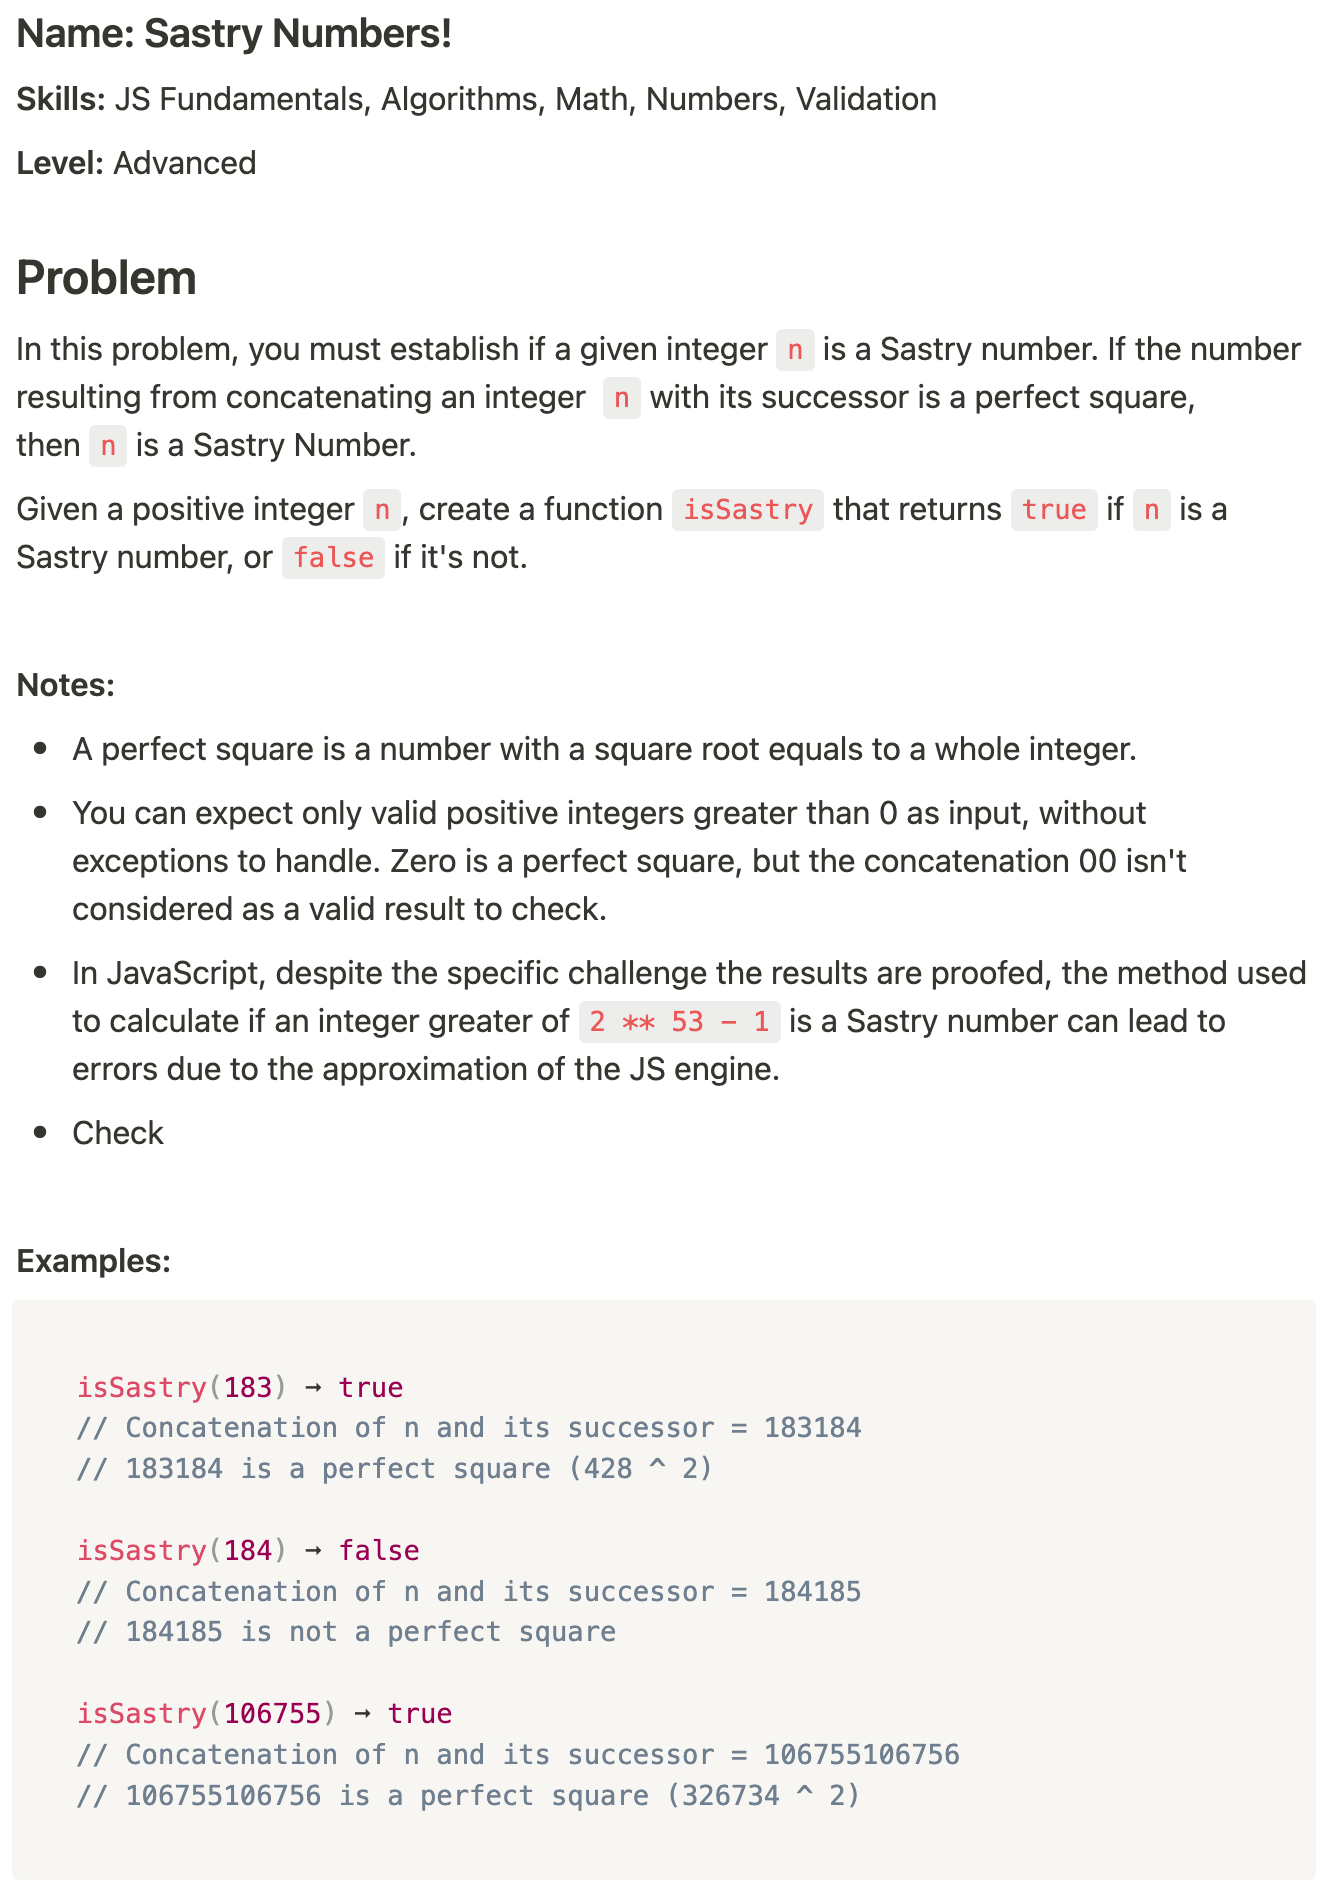 Name: Sastry Numbers!
Skills: JS Fundamentals, Algorithms, Math, Numbers, Validation
Level: Advanced
Problem
In this problem, you must establish if a given integer n is a Sastry number. If the number
resulting from concatenating an integer n with its successor is a perfect square,
then n is a Sastry Number.
Given a positive integer n, create a function isSastry that returns true if n is a
Sastry number, or false if it's not.
Notes:
• A perfect square is a number with a square root equals to a whole integer.
• You can expect only valid positive integers greater than 0 as input, without
exceptions to handle. Zero is a perfect square, but the concatenation 00 isn't
considered as a valid result to check.
• In JavaScript, despite the specific challenge the results are proofed, the method used
to calculate if an integer greater of 2 ** 53 - 1 is a Sastry number can lead to
errors due to the approximation of the JS engine.
• Check
Examples:
isSastry(183) → true
// Concatenation of n and its successor = 183184
// 183184 is a perfect square (428 ^ 2)
isSastry(184) → false
// Concatenation of n and its successor = 184185
// 184185 is not a perfect square
isSastry(106755) → true
// Concatenation of n and its successor = 106755106756
// 106755106756 is a perfect square (326734 ^ 2)